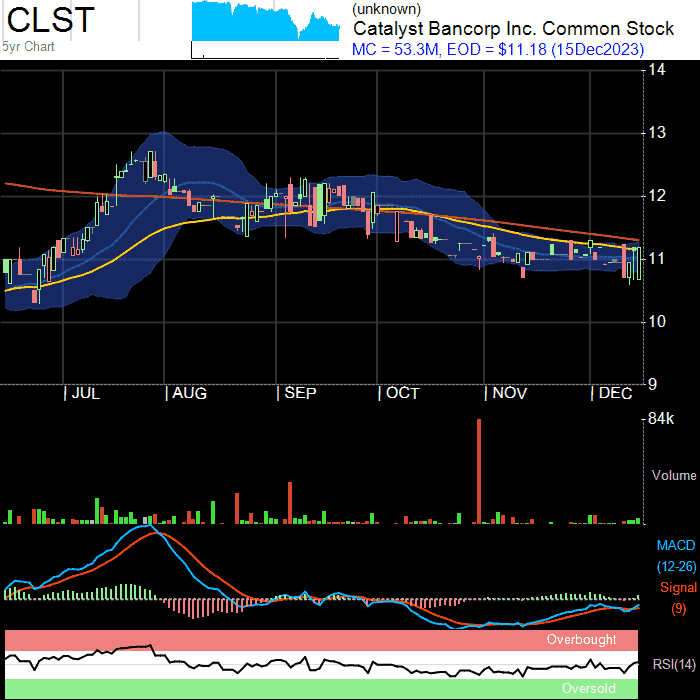 CLST
5yr Chart
(unknown)
Catalyst Bancorp Inc. Common Stock
MC = 53.3M, EOD = $11.18 (15Dec2023)
14
13
12
11
10
9
JUL
AUG
SEP
OCT
NOV
DEC
84k
Volume
MACD
(12-26)
Signal
(9)
Overbought
RSI(14)
Oversold